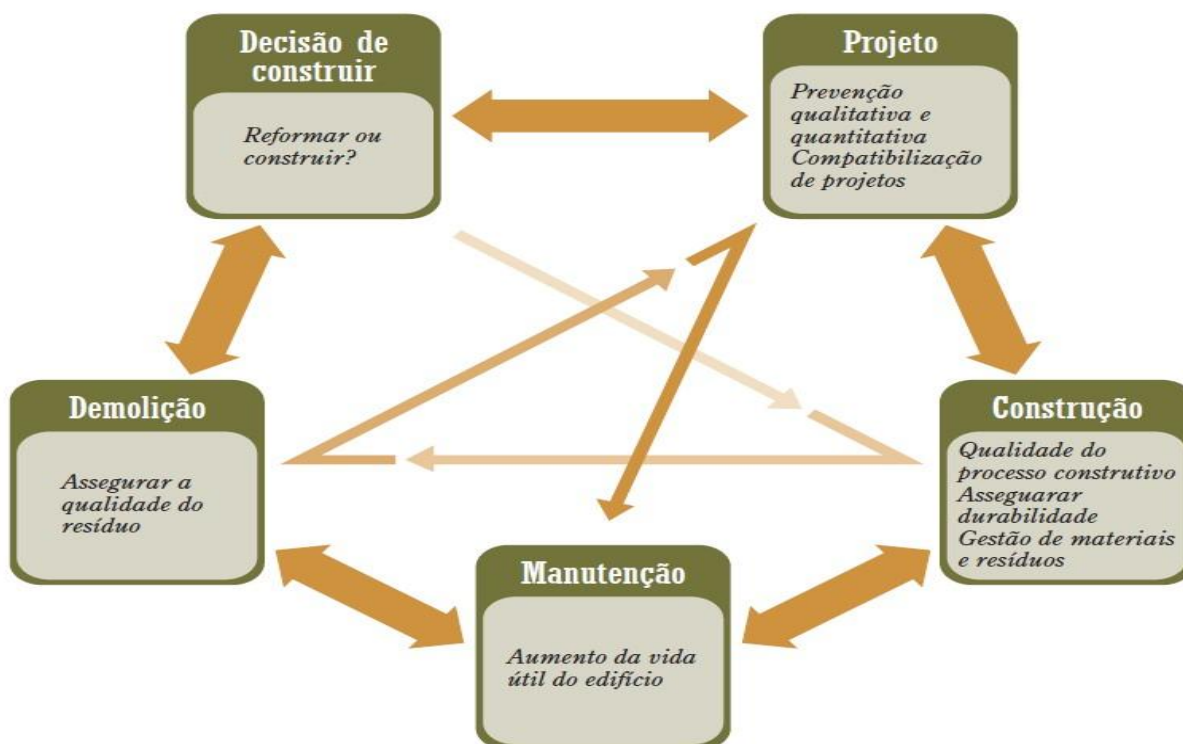 Decisão de
construir
Reformar ou
construir?
Projeto
Prevenção
qualitativa e
quantitativa
Compatibilização
de projetos
Demolição
Assegurar a
qualidade do
resíduo
Construção
Qualidade do
processo construtivo
Asseguarar
durabilidade
Gestão de materiais
e resíduos
Manutenção
Aumento da vida
útil do edifício